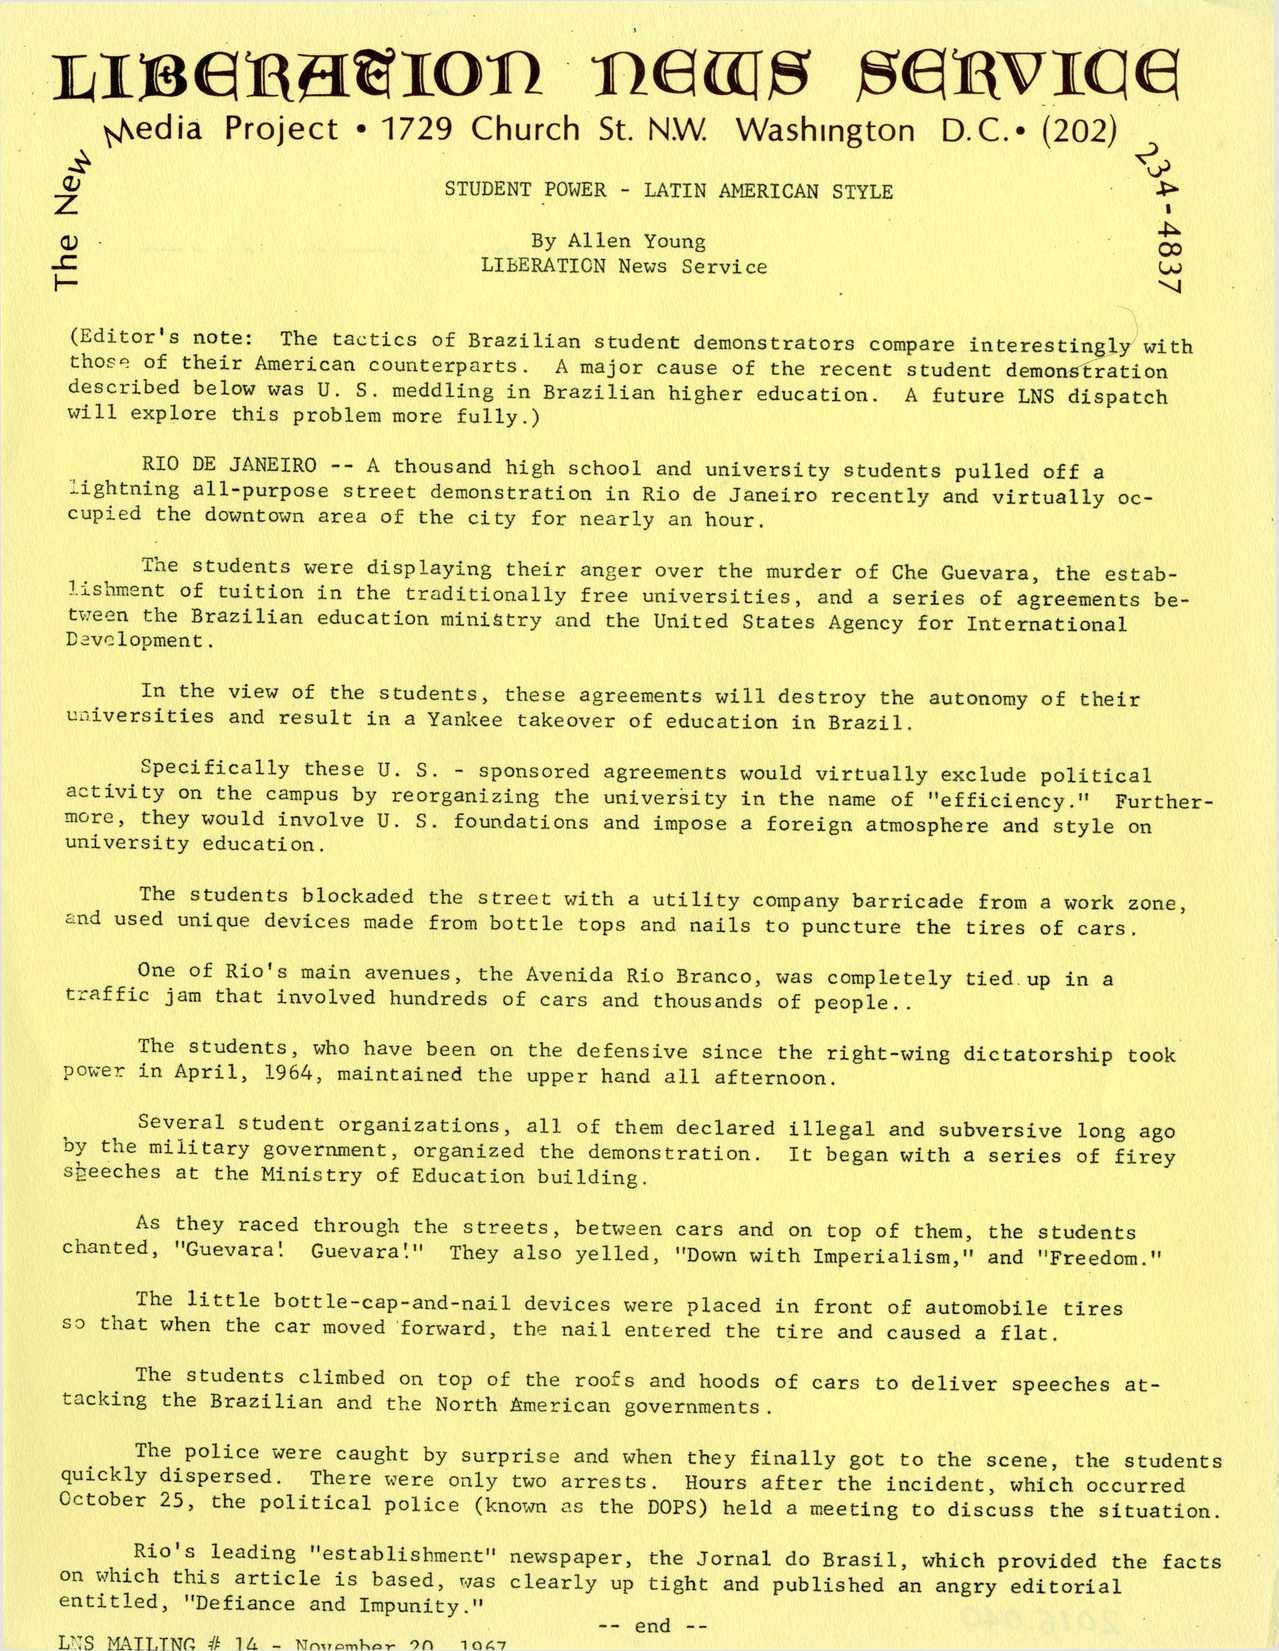 LIBERATION NEWS SERVICE
The New Media Project • 1729 Church St. N.W. Washington D.C. • (202) 234-4837
STUDENT POWER - LATIN AMERICAN STYLE
By Allen Young
LIBERATION News Service
(Editor's note: The tactics of Brazilian student demonstrators compare interestingly with
those of their American counterparts. A major cause of the recent student demonstration
described below was U. S. meddling in Brazilian higher education. A future LNS dispatch
will explore this problem more fully.)
RIO DE JANEIRO -- A thousand high school and university students pulled off a
lightning all-purpose street demonstration in Rio de Janeiro recently and virtually oc-
cupied the downtown area of the city for nearly an hour.
The students were displaying their anger over the murder of Che Guevara, the estab-
lishment of tuition in the traditionally free universities, and a series of agreements be-
tween the Brazilian education ministry and the United States Agency for International
Development.
In the view of the students, these agreements will destroy the autonomy of their
universities and result in a Yankee takeover of education in Brazil.
Specifically these U. S. - sponsored agreements would virtually exclude political
activity on the campus by reorganizing the university in the name of "efficiency." Further-
more, they would involve U. S. foundations and impose a foreign atmosphere and style on
university education.
The students blockaded the street with a utility company barricade from a work zone,
and used unique devices made from bottle tops and nails to puncture the tires of cars.
One of Rio's main avenues, the Avenida Rio Branco, was completely tied up in a
traffic jam that involved hundreds of cars and thousands of people..
The students, who have been on the defensive since the right-wing dictatorship took
power in April, 1964, maintained the upper hand all afternoon.
Several student organizations, all of them declared illegal and subversive long ago
by the military government, organized the demonstration. It began with a series of firey
speeches at the Ministry of Education building.
As they raced through the streets, between cars and on top of them, the students
chanted, "Guevara! Guevara!" They also yelled, "Down with Imperialism," and "Freedom."
The little bottle-cap-and-nail devices were placed in front of automobile tires
so that when the car moved forward, the nail entered the tire and caused a flat.
The students climbed on top of the roofs and hoods of cars to deliver speeches at-
tacking the Brazilian and the North American governments.
The police were caught by surprise and when they finally got to the scene, the students
quickly dispersed. There were only two arrests. Hours after the incident, which occurred
October 25, the political police (known as the DOPS) held a meeting to discuss the situation.
Rio's leading "establishment" newspaper, the Jornal do Brasil, which provided the facts
on which this article is based, was clearly up tight and published an angry editorial
entitled, "Defiance and Impunity."
-- end --
LNS MAILING # 14 - November 20, 1967